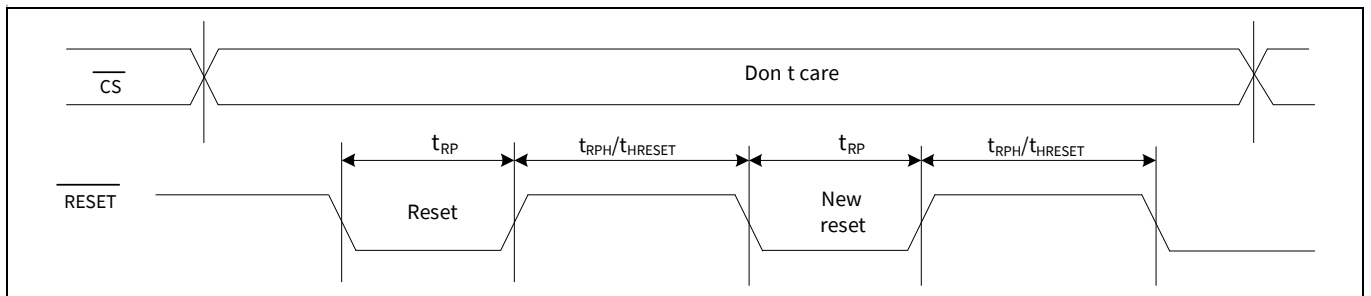 CS
Don t care
tRP
tRPH/tHRESET
tRP
tRPH/tHRESET
RESET
Reset
New
reset